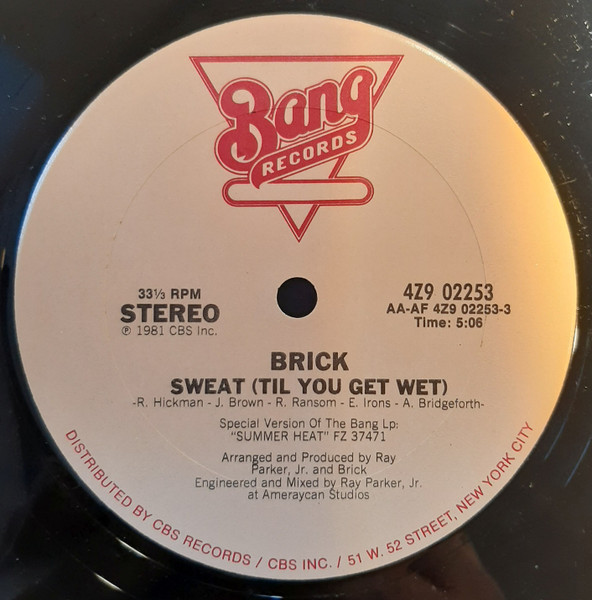 Bang
RECORDS
33⅓ RPM
STEREO
℗ 1981 CBS Inc.
4Z9 02253
AA-AF 4Z9 02253-3
Time: 5:06
BRICK
SWEAT (TIL YOU GET WET)
-R. Hickman - J. Brown - R. Ransom - E. Irons - A. Bridgeforth-
Special Version Of The Bang Lp:
"SUMMER HEAT" FZ 37471
Arranged and Produced by Ray
Parker, Jr. and Brick
Engineered and Mixed by Ray Parker, Jr.
at Ameraycan Studios
DISTRIBUTED BY CBS RECORDS / CBS INC. / 51 W. 52 STREET, NEW YORK CITY